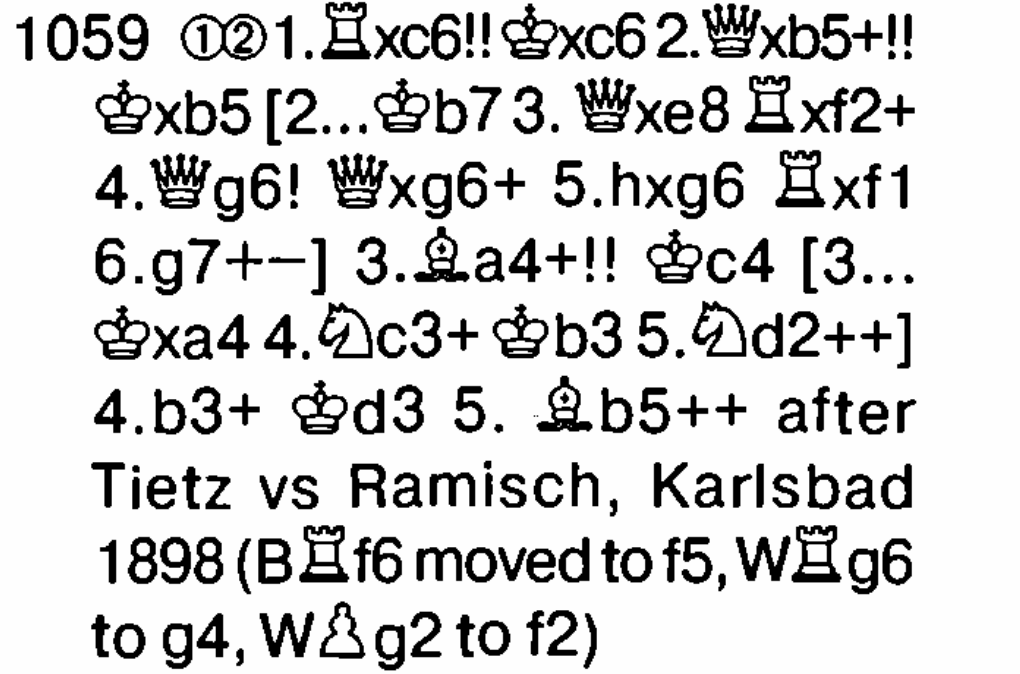 1059 ①②1.♖xc6!! ♔xc6 2.♕xb5+!!
♔xb5 [2...♔b7 3. ♕xe8 ♖xf2+
4.♕g6! ♕xg6+ 5.hxg6 ♖xf1
6.g7+−] 3.♗a4+!! ♔c4 [3...
♔xa4 4.♘c3+ ♔b3 5.♘d2++]
4.b3+ ♔d3 5. ♗b5++ after
Tietz vs Ramisch, Karlsbad
1898 (B♖f6 moved to f5, W♖g6
to g4, W♙g2 to f2)